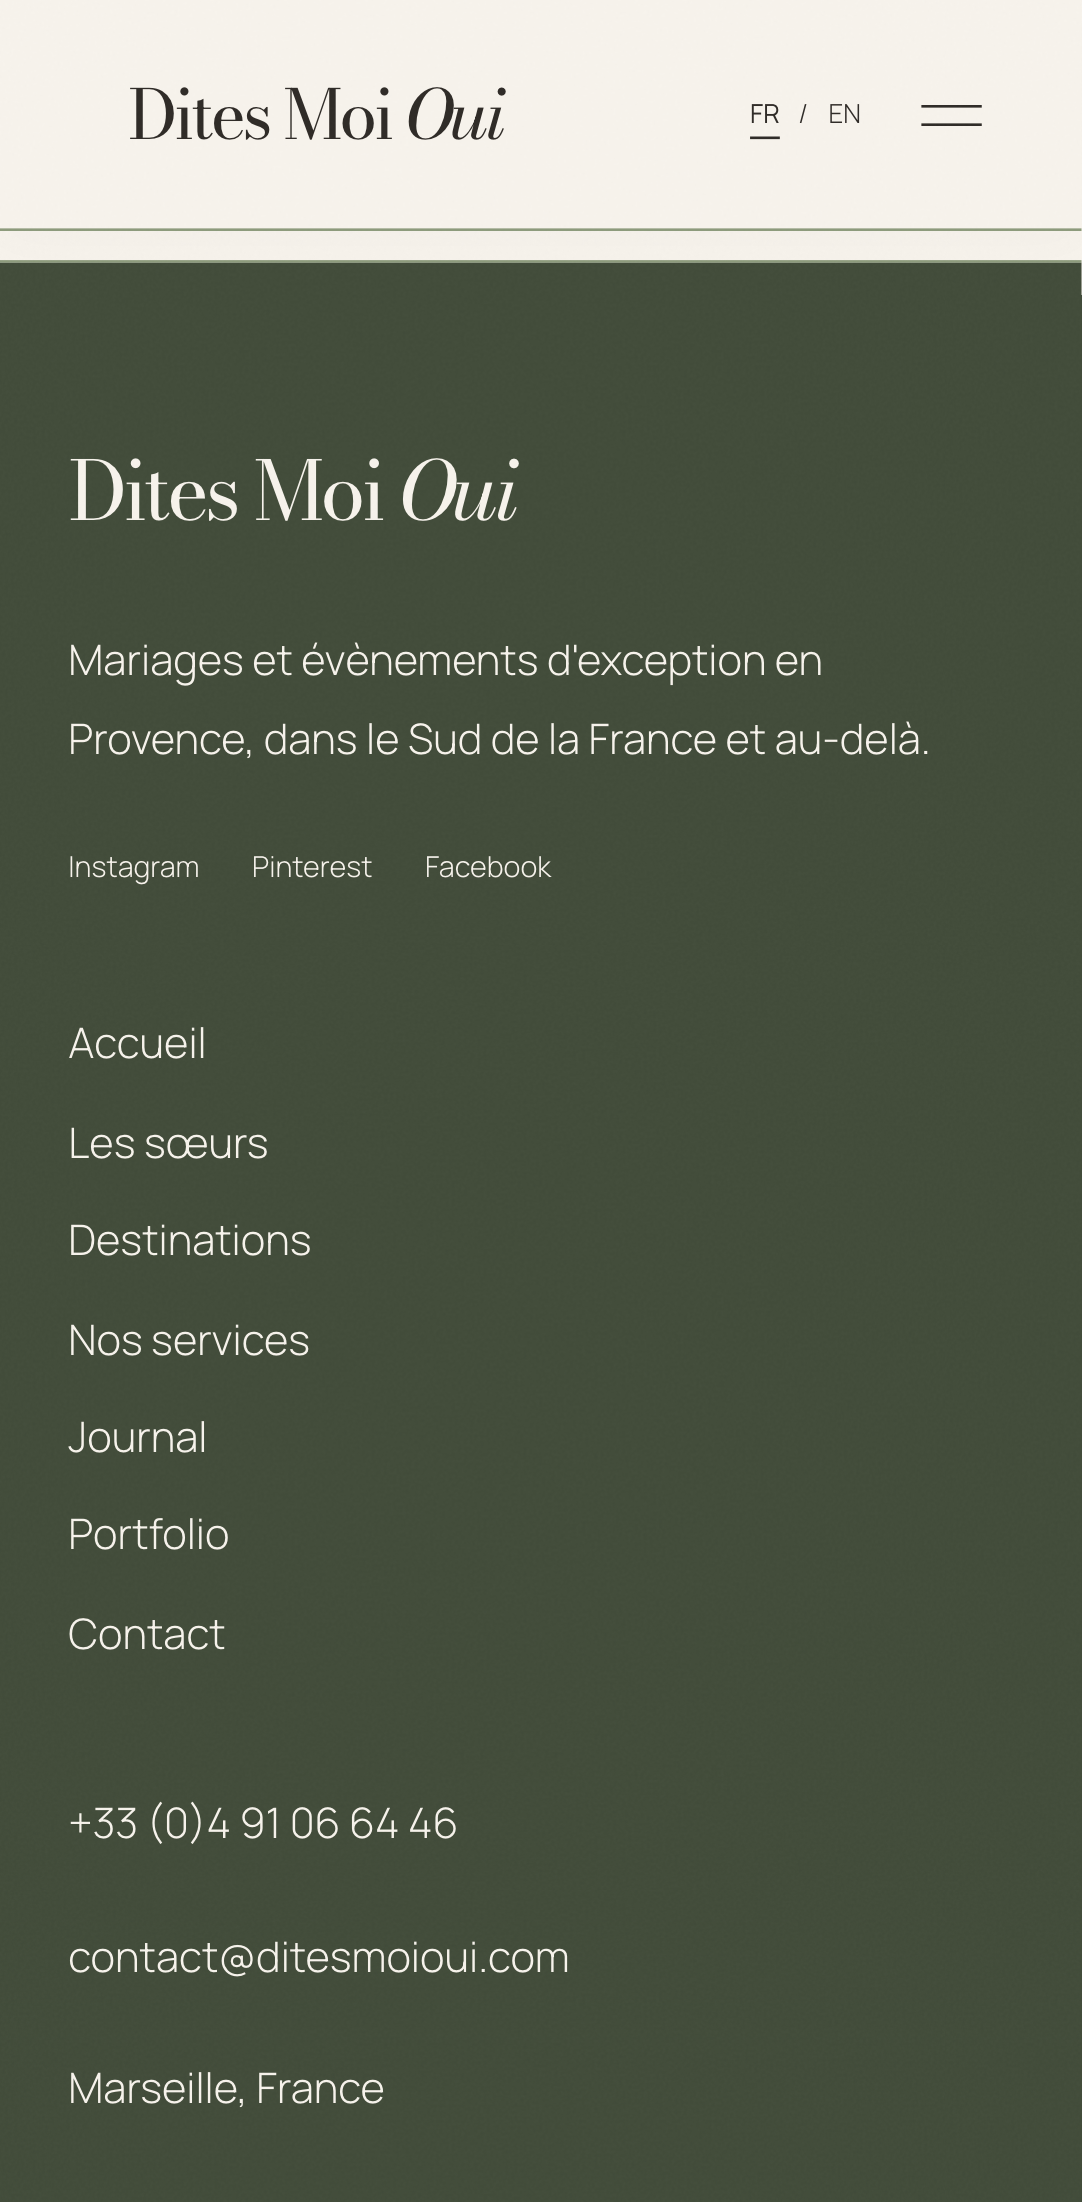 Dites Moi Oui
FR / EN
Dites Moi Oui
Mariages et évènements d'exception en
Provence, dans le Sud de la France et au-delà.
Instagram Pinterest Facebook
Accueil
Les sœurs
Destinations
Nos services
Journal
Portfolio
Contact
+33 (0)4 91 06 64 46
contact@ditesmoioui.com
Marseille, France